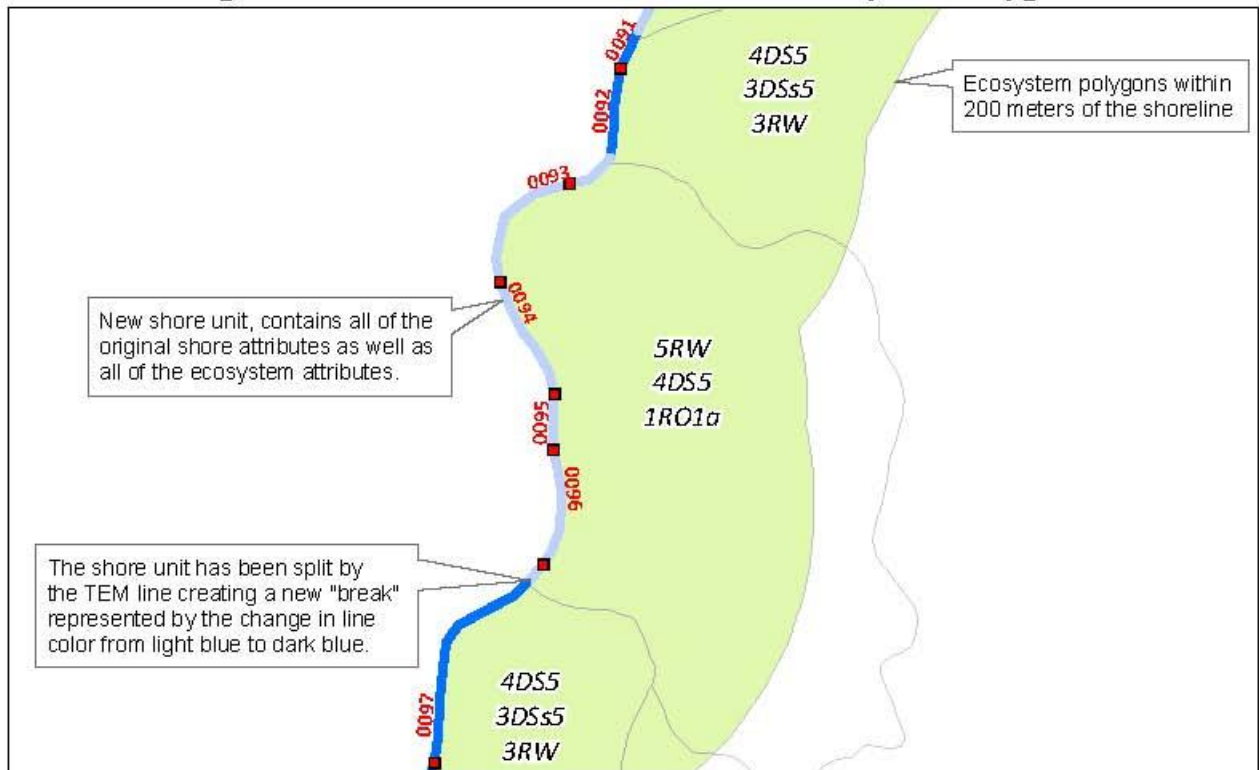 0091
4DS5
3DSs5
3RW
Ecosystem polygons within
200 meters of the shoreline
0092
0093
0094
New shore unit, contains all of the
original shore attributes as well as
all of the ecosystem attributes.
5RW
4DS5
1RO1a
0095
0096
The shore unit has been split by
the TEM line creating a new "break"
represented by the change in line
color from light blue to dark blue.
4DS5
3DSs5
3RW
0097